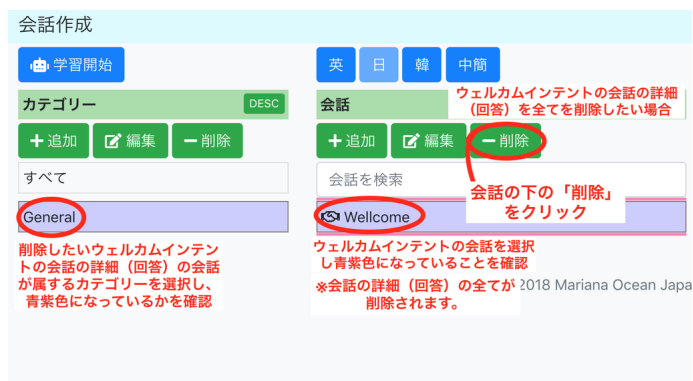 会話作成
学習開始
英 日 韓 中簡
カテゴリー DESC
会話
ウェルカムインテントの会話の詳細
（回答）を全てを削除したい場合
追加 編集 削除
追加 編集 削除
すべて
会話を検索
会話の下の「削除」
をクリック
General
Wellcome
削除したいウェルカムインテン
トの会話の詳細（回答）の会話
が属するカテゴリーを選択し、
青紫色になっているかを確認
ウェルカムインテントの会話を選択
し青紫色になっていることを確認
※会話の詳細（回答）の全てが
削除されます。
2018 Mariana Ocean Japa